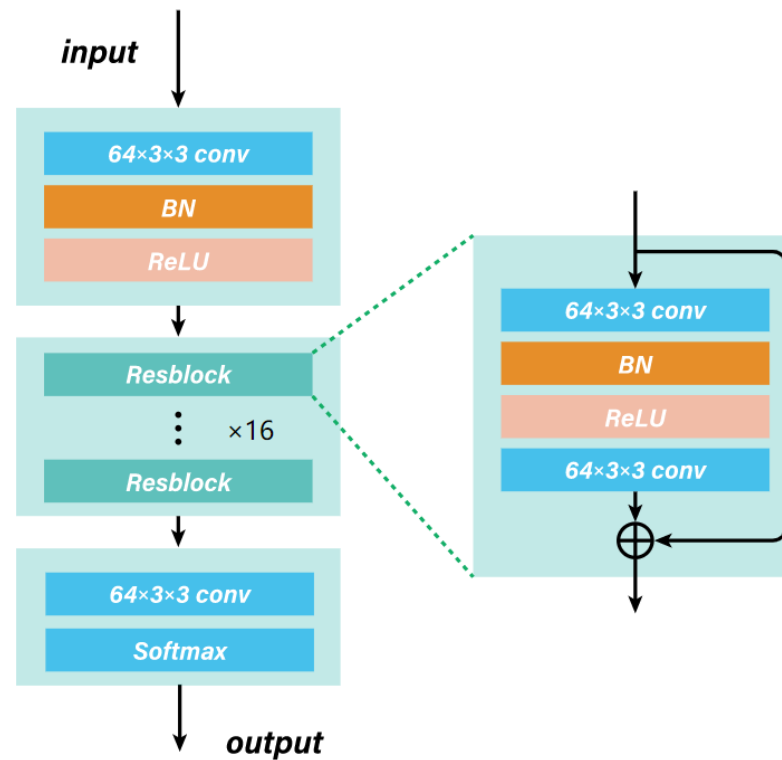 input
64×3×3 conv
BN
ReLU
Resblock
×16
Resblock
64×3×3 conv
Softmax
output
64×3×3 conv
BN
ReLU
64×3×3 conv